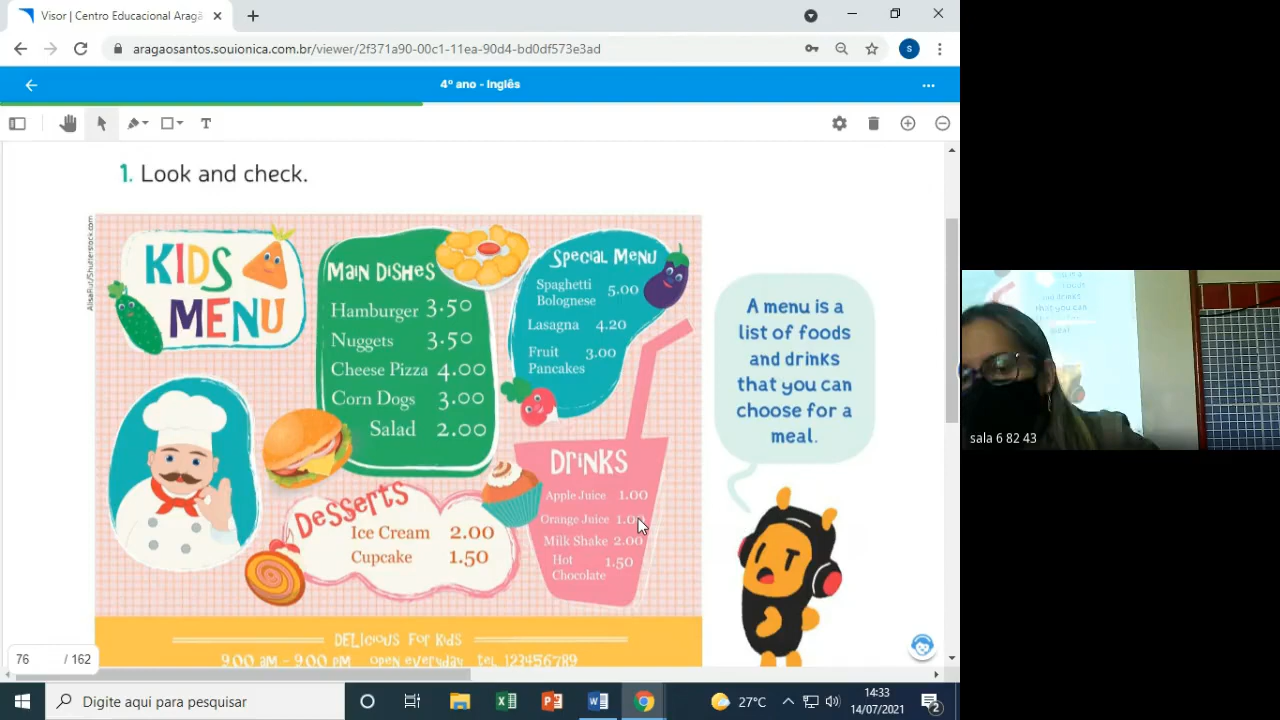 Visor | Centro Educacional Aragã
aragaosantos.souionica.com.br/viewer/2f371a90-00c1-11ea-90d4-bd0df573e3ad
S
4º ano - Inglês
T
1. Look and check.
AlisaRut/Shutterstock.com
KIDS
MENU
MAIN DISHES
Hamburger 3.50
Nuggets 3.50
Cheese Pizza 4.00
Corn Dogs 3.00
Salad 2.00
SPECIAL MENU
Spaghetti
Bolognese 5.00
Lasagna 4.20
Fruit
Pancakes 3.00
DRINKS
Apple Juice 1.00
Orange Juice 1.00
Milk Shake 2.00
Hot
Chocolate 1.50
Desserts
Ice Cream 2.00
Cupcake 1.50
DELICIOUS FOR KIDS
9:00 AM - 9:00 PM open everyday tel. 123456789
A menu is a
list of foods
and drinks
that you can
choose for a
meal.
76 / 162
sala 6 82 43
Digite aqui para pesquisar
27°C
14:33
14/07/2021
2